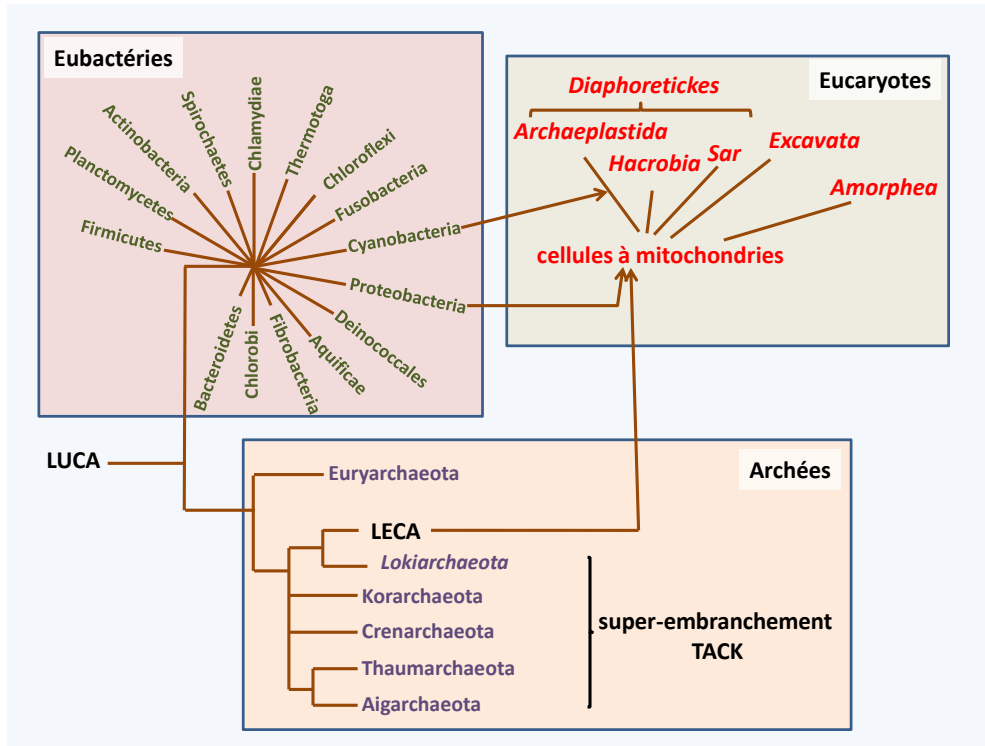 Eubactéries
Spirochaetes
Chlamydiae
Thermotoga
Actinobacteria
Chloroflexi
Planctomycetes
Fusobacteria
Firmicutes
Cyanobacteria
Proteobacteria
Bacteroidetes
Chlorobi
Fibrobacteria
Aquificae
Deinococcales
Eucaryotes
Diaphoretickes
Archaeplastida
Hacrobia
Sar
Excavata
Amorphea
cellules à mitochondries
LUCA
Archées
Euryarchaeota
LECA
Lokiarchaeota
Korarchaeota
Crenarchaeota
Thaumarchaeota
Aigarchaeota
super-embranchement
TACK